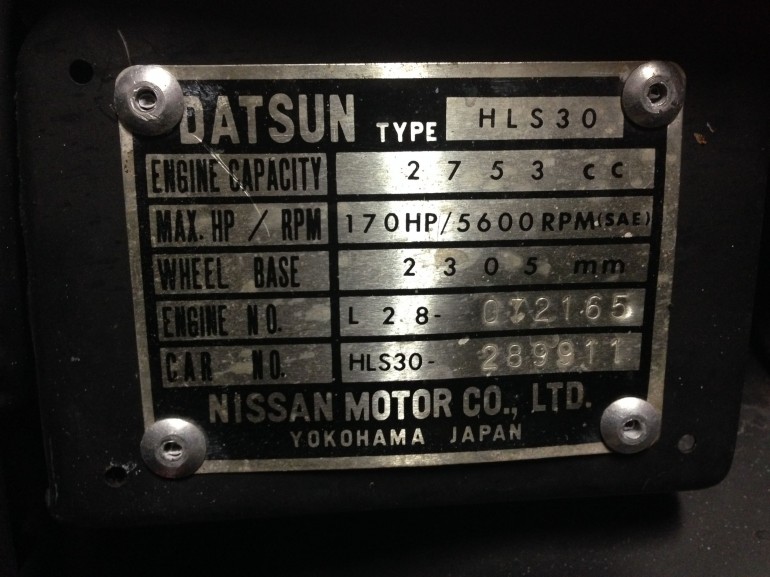 DATSUN TYPE HLS30
ENGINE CAPACITY 2753 cc
MAX. HP / RPM 170HP/5600RPM(SAE)
WHEEL BASE 2305 mm
ENGINE NO. L28-
CAR NO. HLS30-289911
NISSAN MOTOR CO., LTD.
YOKOHAMA JAPAN